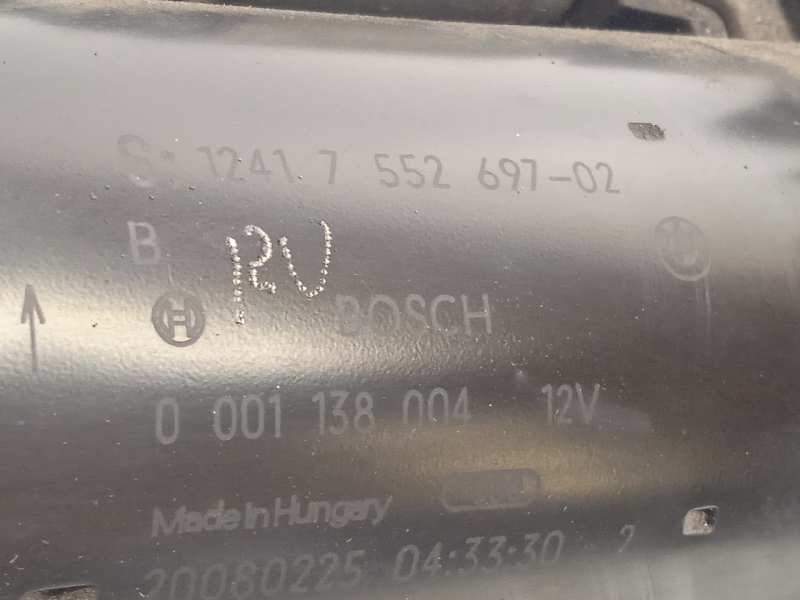 S: 1241 7 552 697-02
B
BOSCH
0 001 138 004 12V
Made in Hungary
20080225 04:33:30 2